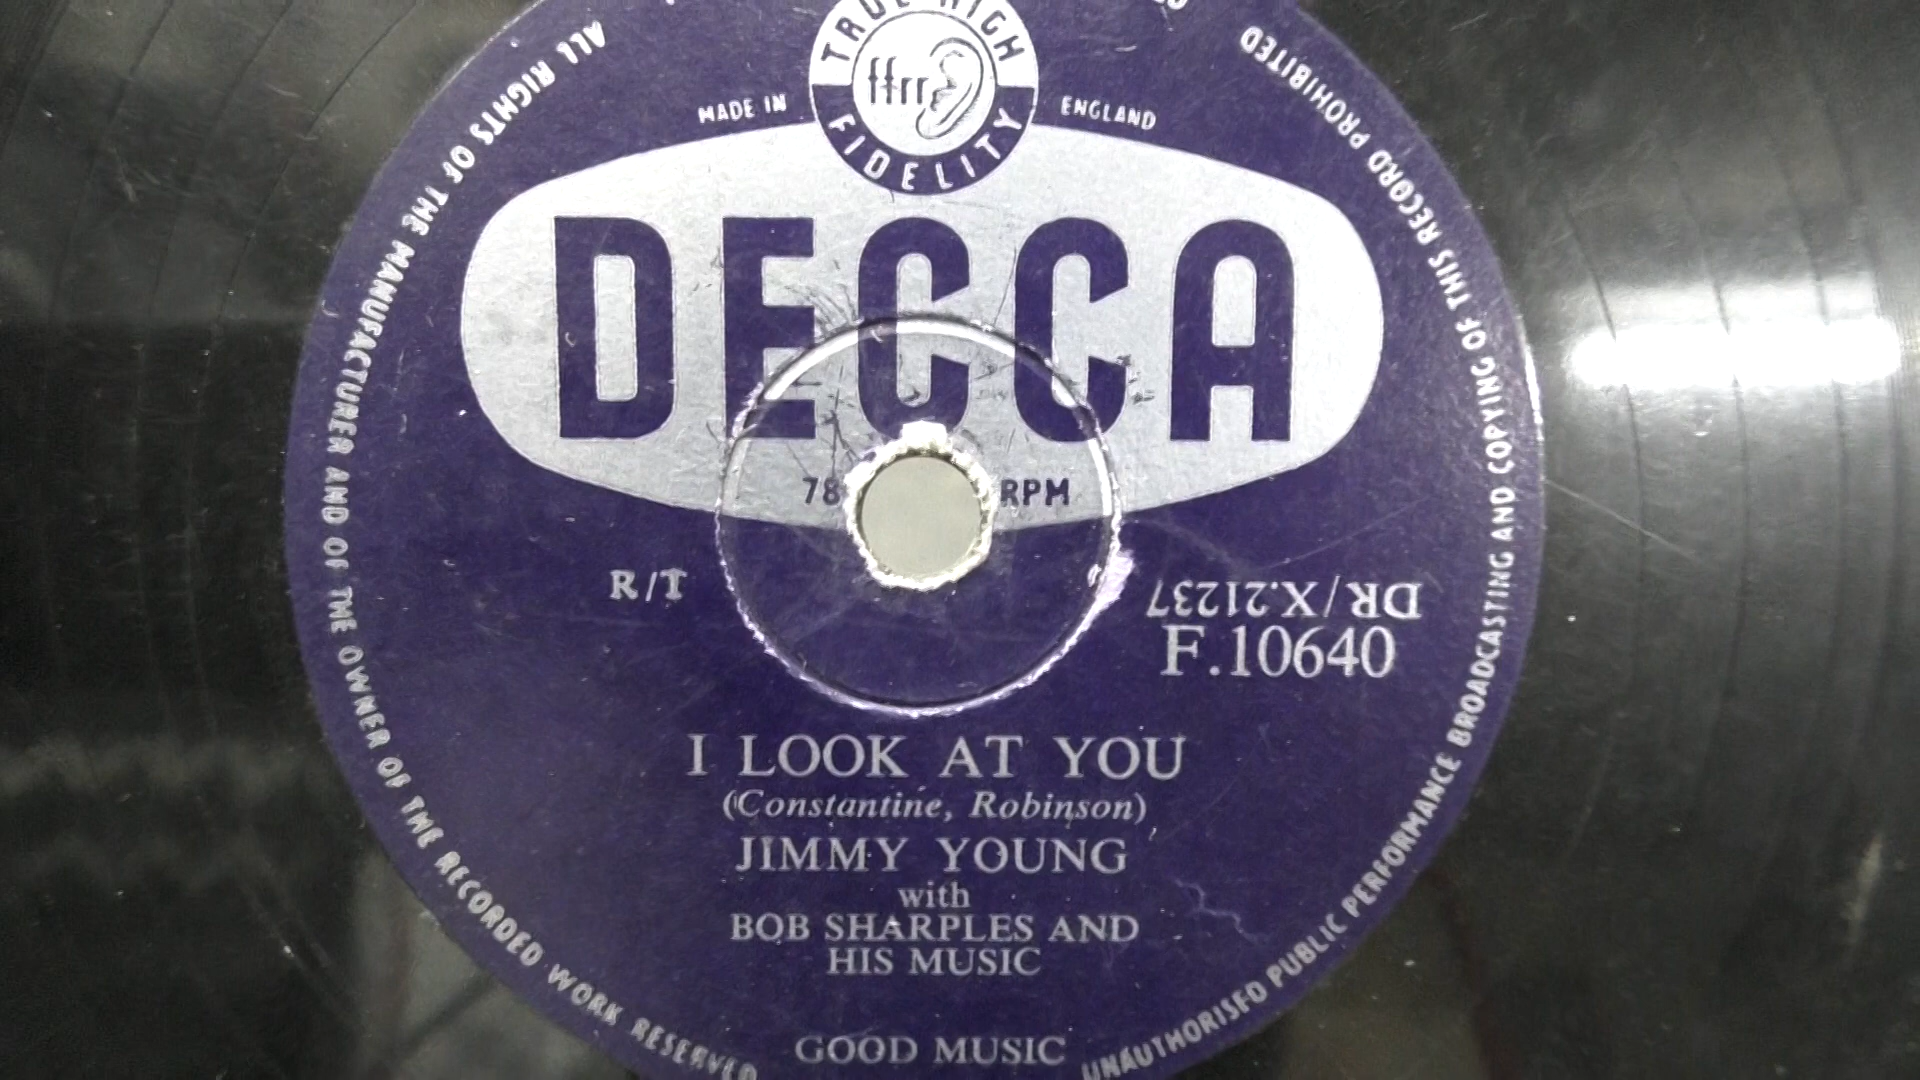 TRUE HIGH
ffrr
FIDELITY
MADE IN ENGLAND
DECCA
78 RPM
R/T
DR/X.21237
F.10640
I LOOK AT YOU
(Constantine, Robinson)
JIMMY YOUNG
with
BOB SHARPLES AND
HIS MUSIC
GOOD MUSIC
ALL RIGHTS OF THE MANUFACTURER AND OF THE OWNER OF THE RECORDED WORK RESERVED
UNAUTHORISED PUBLIC PERFORMANCE BROADCASTING AND COPYING OF THIS RECORD PROHIBITED